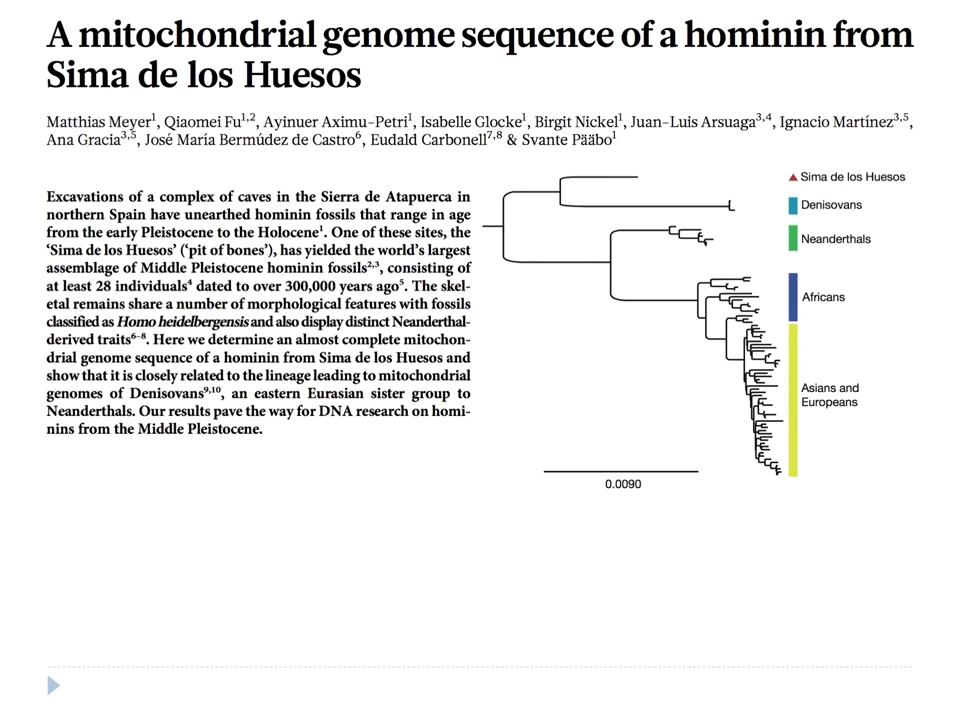 A mitochondrial genome sequence of a hominin from
Sima de los Huesos
Matthias Meyer¹, Qiaomei Fu¹,², Ayinuer Aximu-Petri¹, Isabelle Glocke¹, Birgit Nickel¹, Juan-Luis Arsuaga³,⁴, Ignacio Martínez³,⁵,
Ana Gracia³,⁵, José María Bermúdez de Castro⁶, Eudald Carbonell⁷,⁸ & Svante Pääbo¹
Excavations of a complex of caves in the Sierra de Atapuerca in
northern Spain have unearthed hominin fossils that range in age
from the early Pleistocene to the Holocene¹. One of these sites, the
‘Sima de los Huesos’ (‘pit of bones’), has yielded the world’s largest
assemblage of Middle Pleistocene hominin fossils²,³, consisting of
at least 28 individuals⁴ dated to over 300,000 years ago⁵. The skel-
etal remains share a number of morphological features with fossils
classified as Homo heidelbergensis and also display distinct Neanderthal-
derived traits⁶⁻⁸. Here we determine an almost complete mitochon-
drial genome sequence of a hominin from Sima de los Huesos and
show that it is closely related to the lineage leading to mitochondrial
genomes of Denisovans⁹,¹⁰, an eastern Eurasian sister group to
Neanderthals. Our results pave the way for DNA research on homi-
nins from the Middle Pleistocene.
Sima de los Huesos
Denisovans
Neanderthals
Africans
Asians and
Europeans
0.0090